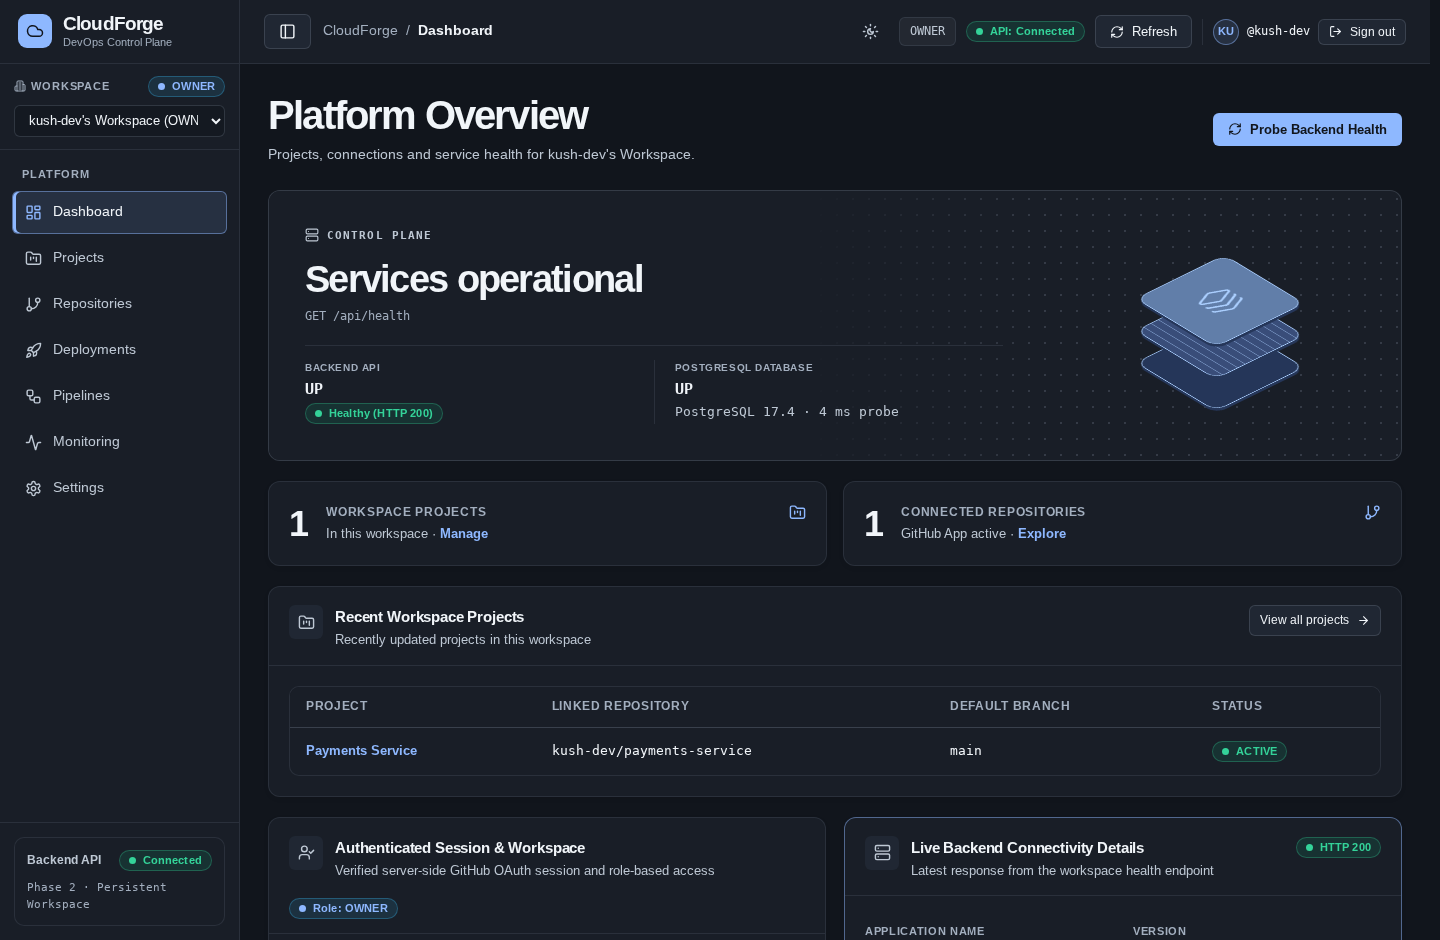 CloudForge
DevOps Control Plane
WORKSPACE
OWNER
kush-dev's Workspace (OWN
PLATFORM
Dashboard
Projects
Repositories
Deployments
Pipelines
Monitoring
Settings
Backend API
Connected
Phase 2 · Persistent
Workspace
CloudForge / Dashboard
OWNER
API: Connected
Refresh
KU
@kush-dev
Sign out
Platform Overview
Projects, connections and service health for kush-dev's Workspace.
Probe Backend Health
CONTROL PLANE
Services operational
GET /api/health
BACKEND API
UP
Healthy (HTTP 200)
POSTGRESQL DATABASE
UP
PostgreSQL 17.4 · 4 ms probe
1
WORKSPACE PROJECTS
In this workspace · Manage
1
CONNECTED REPOSITORIES
GitHub App active · Explore
Recent Workspace Projects
Recently updated projects in this workspace
View all projects
PROJECT LINKED REPOSITORY DEFAULT BRANCH STATUS
Payments Service kush-dev/payments-service main ACTIVE
Authenticated Session & Workspace
Verified server-side GitHub OAuth session and role-based access
Role: OWNER
Live Backend Connectivity Details
Latest response from the workspace health endpoint
HTTP 200
APPLICATION NAME VERSION